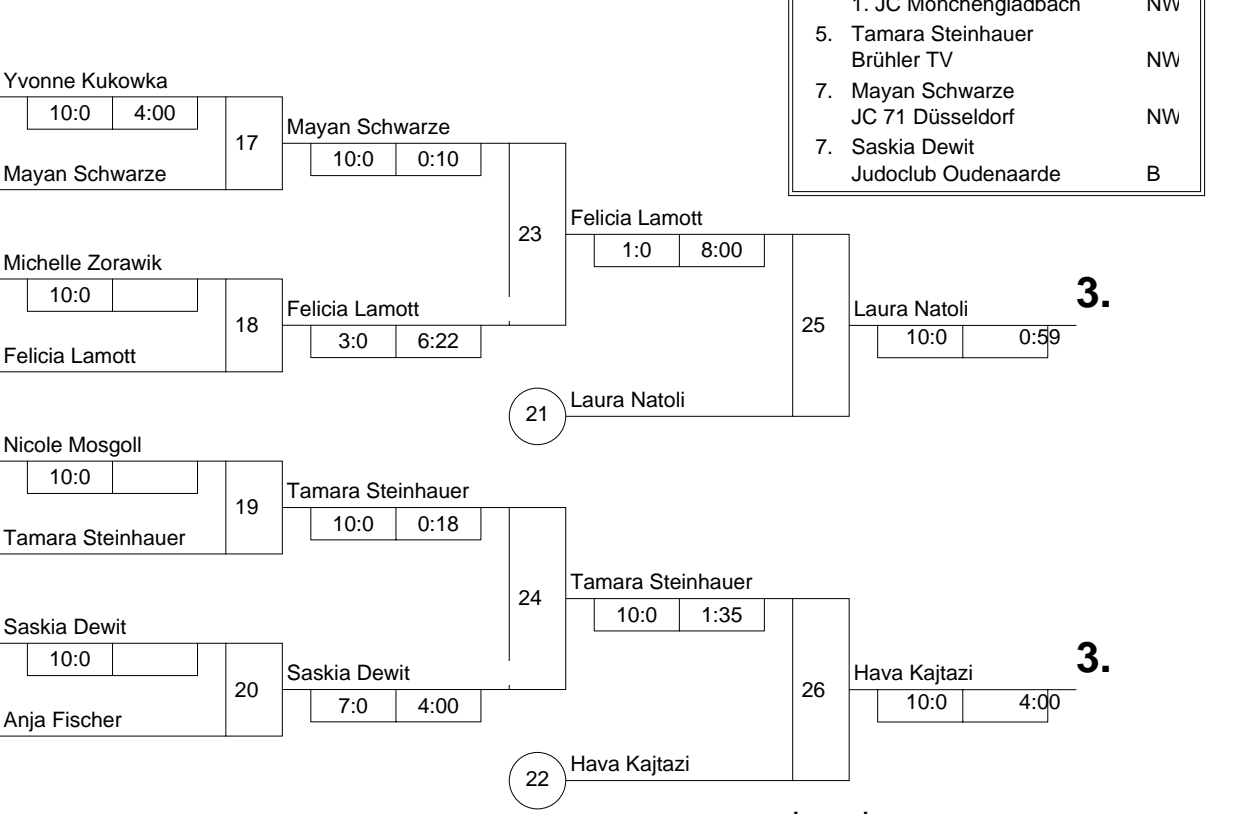 1. JC Mönchengladbach NW
5. Tamara Steinhauer
Brühler TV NW
7. Mayan Schwarze
JC 71 Düsseldorf NW
7. Saskia Dewit
Judoclub Oudenaarde B
Yvonne Kukowka
10:0 4:00
17
Mayan Schwarze
Mayan Schwarze
10:0 0:10
23
Felicia Lamott
1:0 8:00
Michelle Zorawik
10:0
18
Felicia Lamott
Felicia Lamott
3:0 6:22
25
Laura Natoli
10:0 0:59
3.
21
Laura Natoli
Nicole Mosgoll
10:0
19
Tamara Steinhauer
Tamara Steinhauer
10:0 0:18
24
Tamara Steinhauer
10:0 1:35
Saskia Dewit
10:0
20
Anja Fischer
Saskia Dewit
7:0 4:00
26
Hava Kajtazi
10:0 4:00
3.
22
Hava Kajtazi